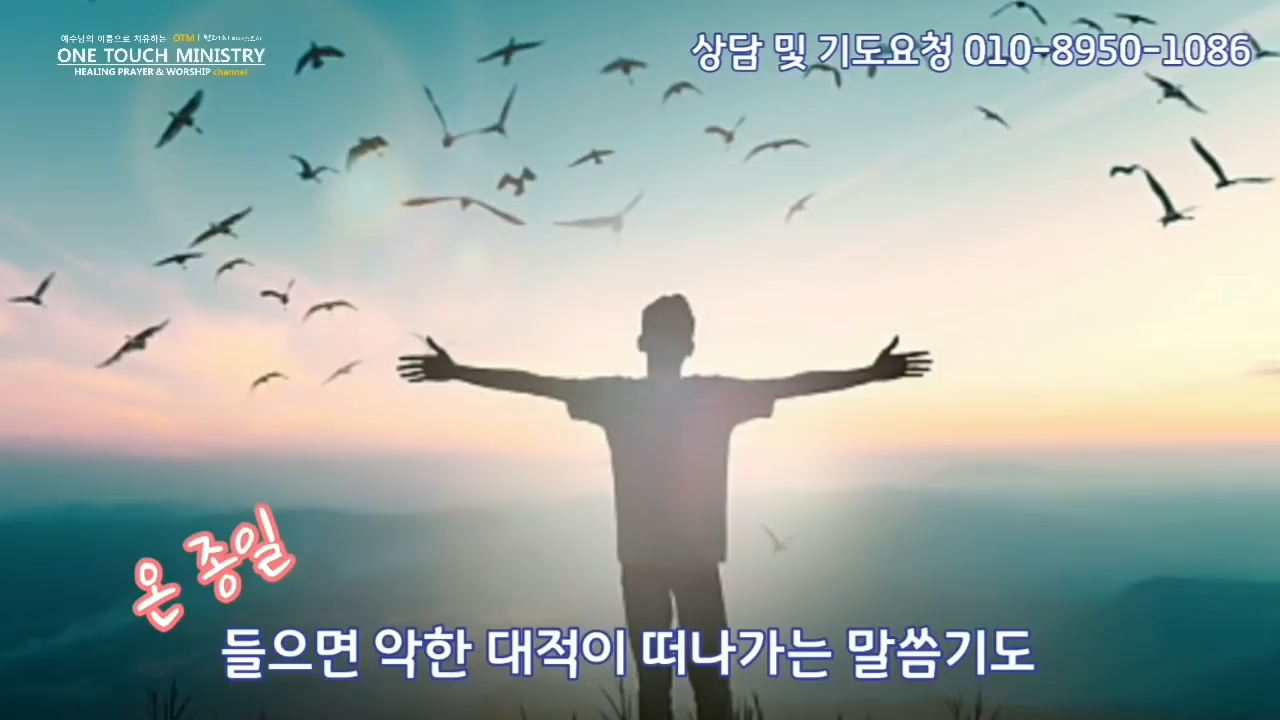 예수님의 이름으로 치유하는 OTM
ONE TOUCH MINISTRY
HEALING PRAYER & WORSHIP channel
상담 및 기도요청 010-8950-1086
온 종일
들으면 악한 대적이 떠나가는 말씀기도